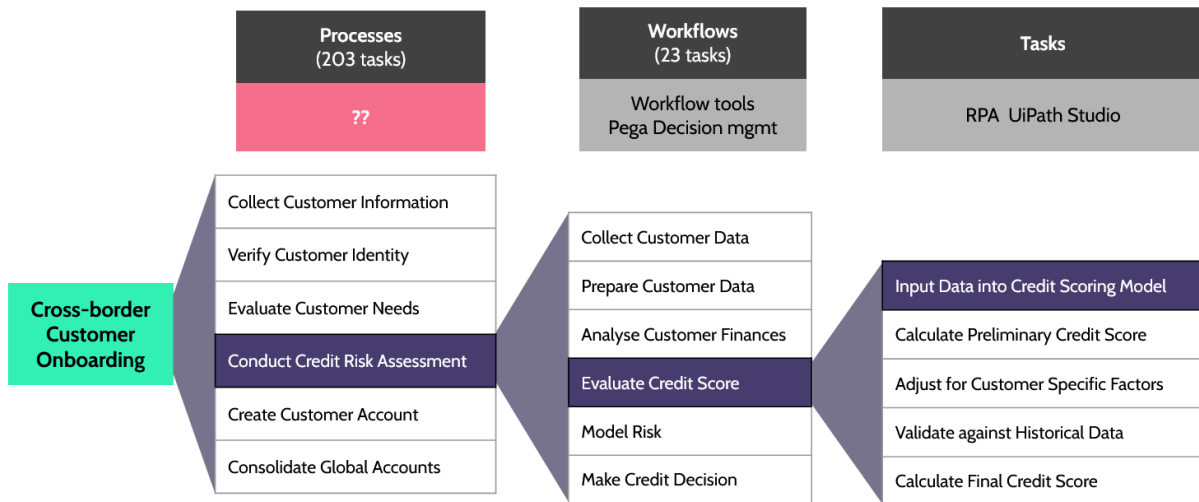 Processes
(203 tasks)
??
Workflows
(23 tasks)
Workflow tools
Pega Decision mgmt
Tasks
RPA UiPath Studio
Cross-border
Customer
Onboarding
Collect Customer Information
Verify Customer Identity
Evaluate Customer Needs
Conduct Credit Risk Assessment
Create Customer Account
Consolidate Global Accounts
Collect Customer Data
Prepare Customer Data
Analyse Customer Finances
Evaluate Credit Score
Model Risk
Make Credit Decision
Input Data into Credit Scoring Model
Calculate Preliminary Credit Score
Adjust for Customer Specific Factors
Validate against Historical Data
Calculate Final Credit Score